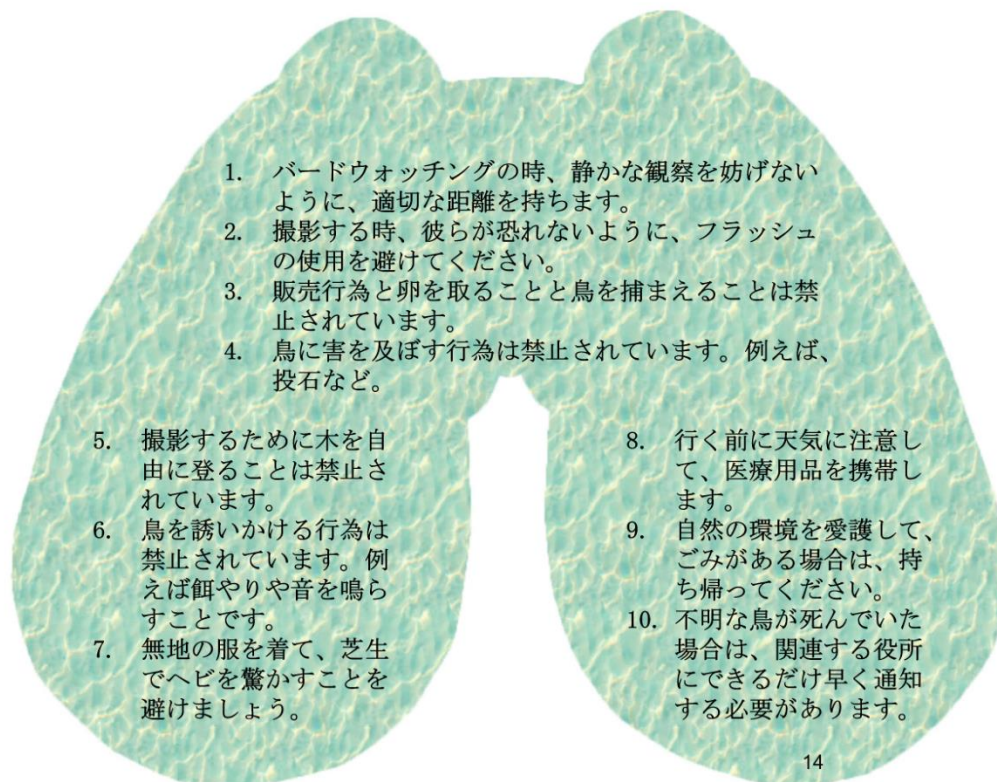 1. バードウォッチングの時、静かな観察を妨げない
ように、適切な距離を持ちます。
2. 撮影する時、彼らが恐れないように、フラッシュ
の使用を避けてください。
3. 販売行為と卵を取ることと鳥を捕まえることは禁
止されています。
4. 鳥に害を及ぼす行為は禁止されています。例えば、
投石など。
5. 撮影するために木を自
由に登ることは禁止さ
れています。
6. 鳥を誘いかける行為は
禁止されています。例
えば餌やりや音を鳴ら
すことです。
7. 無地の服を着て、芝生
でヘビを驚かすことを
避けましょう。
8. 行く前に天気に注意し
て、医療用品を携帯し
ます。
9. 自然の環境を愛護して、
ごみがある場合は、持
ち帰ってください。
10. 不明な鳥が死んでいた
場合は、関連する役所
にできるだけ早く通知
する必要があります。
14